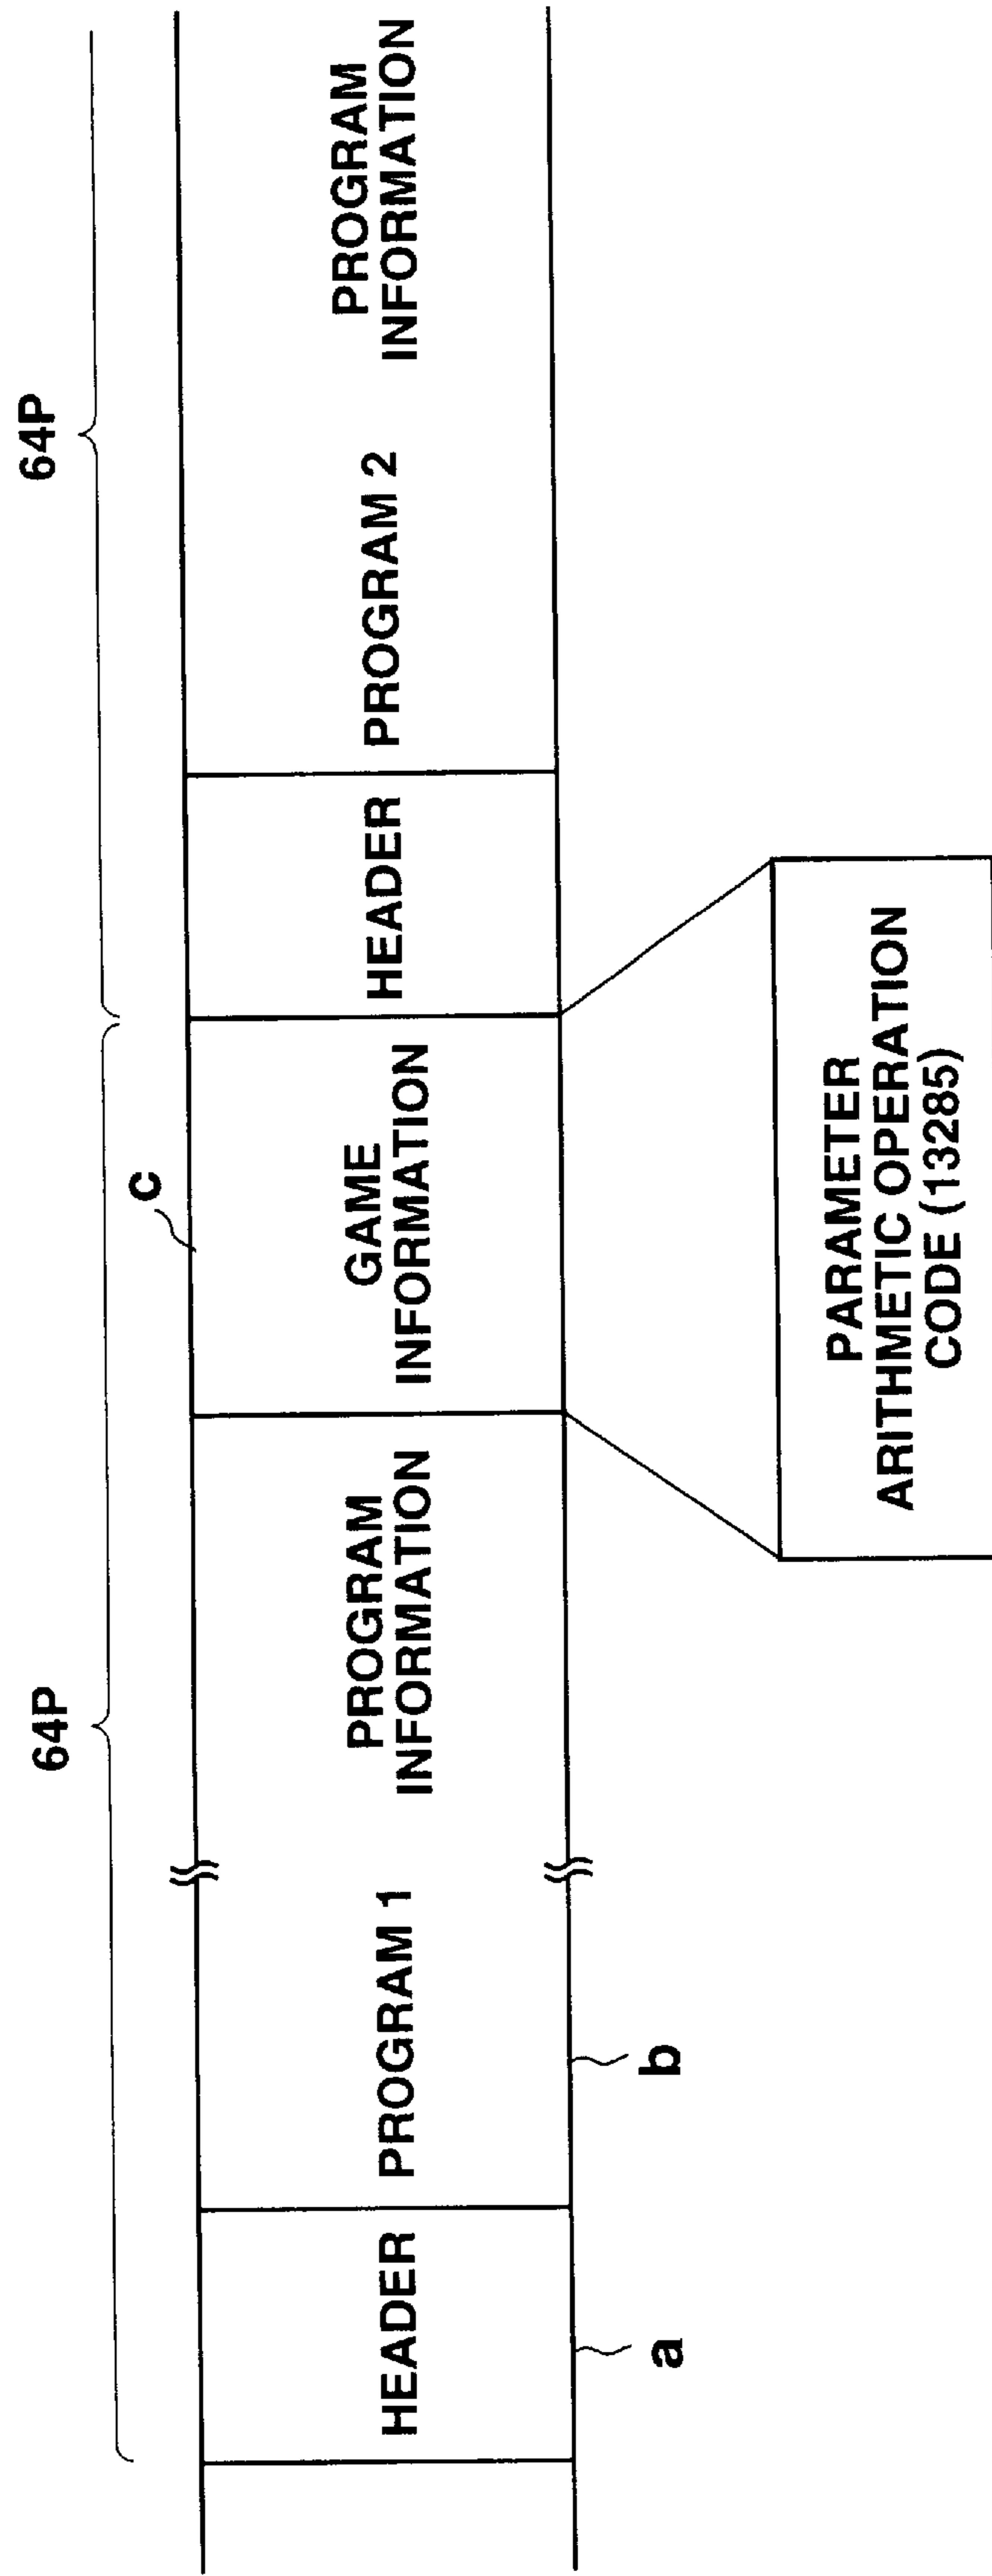 64P
64P
c
HEADER
PROGRAM 1
PROGRAM
INFORMATION
GAME
INFORMATION
HEADER
PROGRAM 2
PROGRAM
INFORMATION
a
b
PARAMETER
ARITHMETIC OPERATION
CODE (13285)